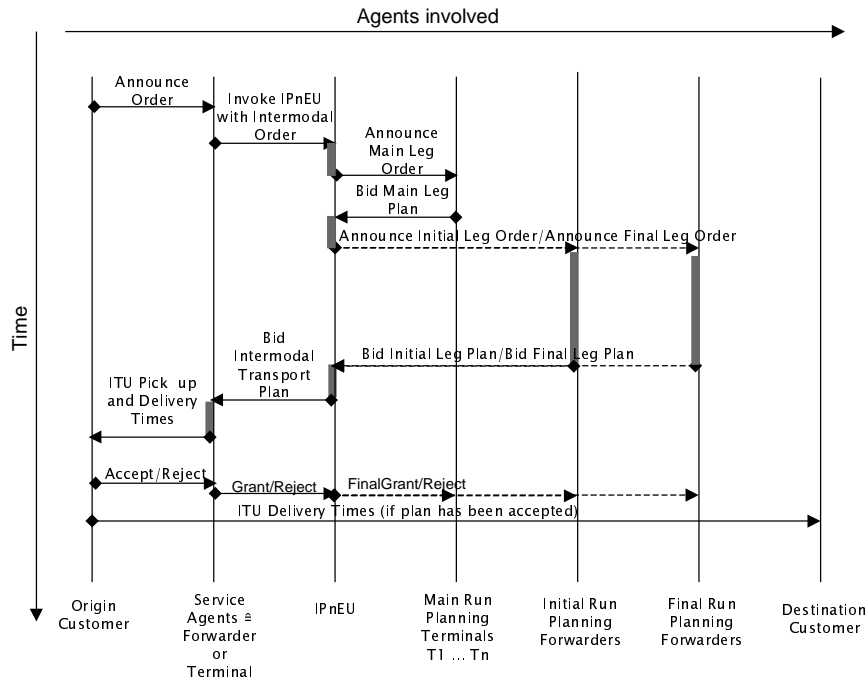 Agents involved
Announce
Order
Invoke IPnEU
with Intermodal
Order
Announce
Main Leg
Order
Bid Main Leg
Plan
Announce Initial Leg Order/Announce Final Leg Order
Time
Bid Initial Leg Plan/Bid Final Leg Plan
Bid
Intermodal
Transport
Plan
ITU Pick up
and Delivery
Times
Accept/Reject
Grant/Reject
FinalGrant/Reject
ITU Delivery Times (if plan has been accepted)
Origin
Customer
Service
Agents ≙
Forwarder
or
Terminal
IPnEU
Main Run
Planning
Terminals
T1 ... Tn
Initial Run
Planning
Forwarders
Final Run
Planning
Forwarders
Destination
Customer